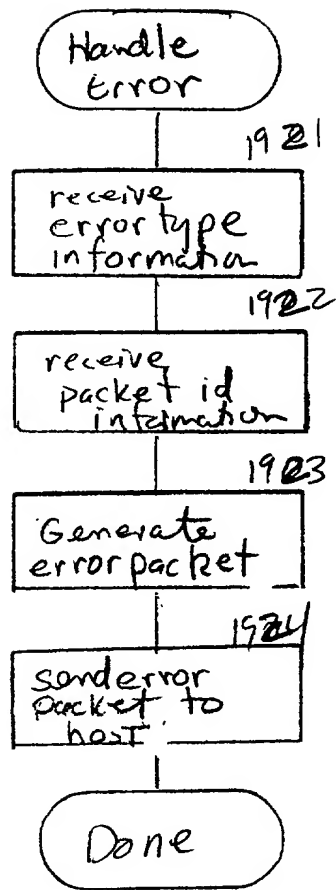 Handle
Error
1921
receive
error type
information
1922
receive
packet id
information
1923
Generate
error packet
1924
send error
packet to
host
Done